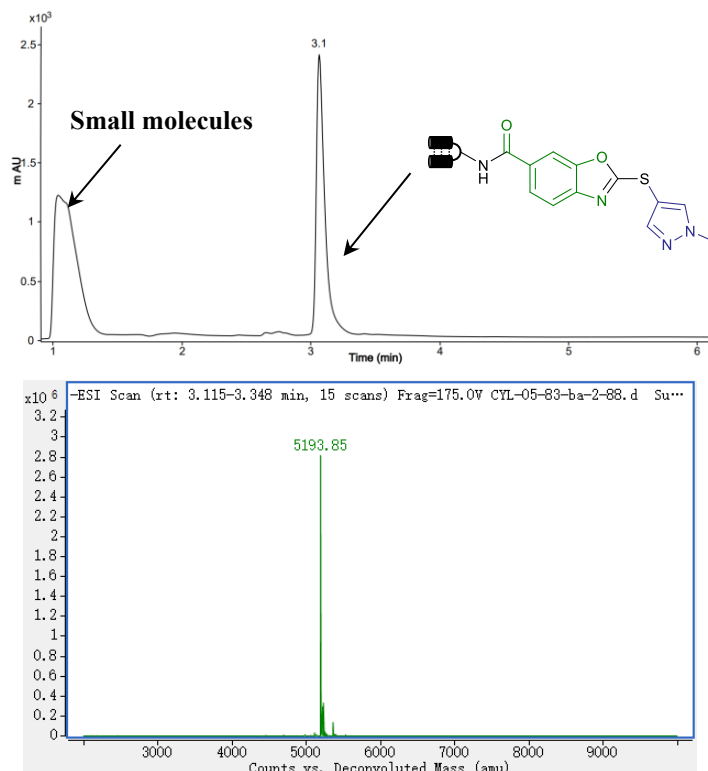 x10³
3.1
2.5
2
1.5
1
0.5
0
m AU
Small molecules
O
N
H
O
N
S
N
N
1
2
3
4
5
6
Time (min)
x10 6
-ESI Scan (rt: 3.115-3.348 min, 15 scans) Frag=175.0V CYL-05-83-ba-2-88.d Su···
3.2
3
2.8
2.6
2.4
2.2
2
1.8
1.6
1.4
1.2
1
0.8
0.6
0.4
0.2
0
5193.85
3000
4000
5000
6000
7000
8000
9000
Counts vs. Deconvoluted Mass (amu)